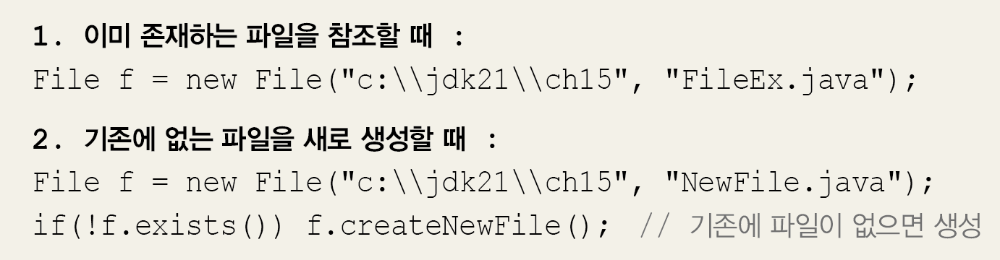 1. 이미 존재하는 파일을 참조할 때 :
File f = new File("c:\\jdk21\\ch15", "FileEx.java");
2. 기존에 없는 파일을 새로 생성할 때 :
File f = new File("c:\\jdk21\\ch15", "NewFile.java");
if(!f.exists()) f.createNewFile(); // 기존에 파일이 없으면 생성